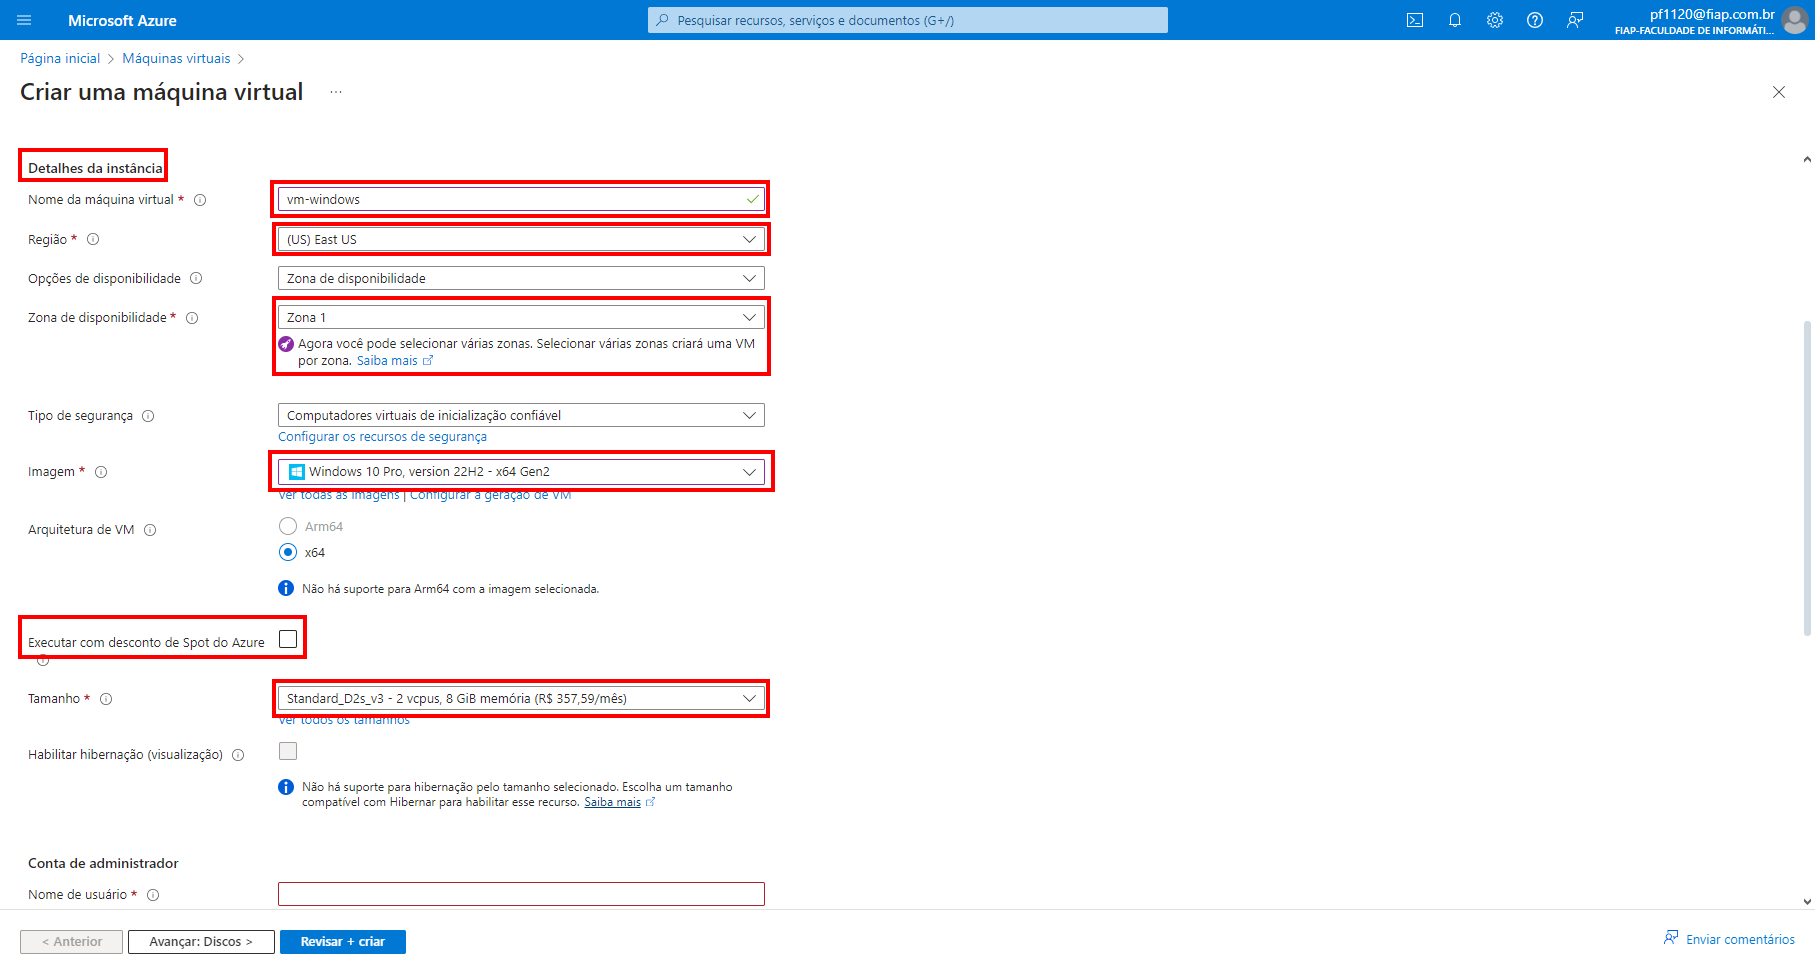 Microsoft Azure
Pesquisar recursos, serviços e documentos (G+/)
pf1120@fiap.com.br
FIAP-FACULDADE DE INFORMÁTI...
Página inicial > Máquinas virtuais >
Criar uma máquina virtual ...
Detalhes da instância
Nome da máquina virtual *
vm-windows
Região *
(US) East US
Opções de disponibilidade
Zona de disponibilidade
Zona de disponibilidade *
Zona 1
Agora você pode selecionar várias zonas. Selecionar várias zonas criará uma VM
por zona. Saiba mais
Tipo de segurança
Computadores virtuais de inicialização confiável
Configurar os recursos de segurança
Imagem *
Windows 10 Pro, version 22H2 - x64 Gen2
Ver todas as imagens | Configurar a geração de VM
Arquitetura de VM
Arm64
x64
Não há suporte para Arm64 com a imagem selecionada.
Executar com desconto de Spot do Azure
Tamanho *
Standard_D2s_v3 - 2 vcpus, 8 GiB memória (R$ 357,59/mês)
Ver todos os tamanhos
Habilitar hibernação (visualização)
Não há suporte para hibernação pelo tamanho selecionado. Escolha um tamanho
compatível com Hibernar para habilitar esse recurso. Saiba mais
Conta de administrador
Nome de usuário *
< Anterior
Avançar: Discos >
Revisar + criar
Enviar comentários